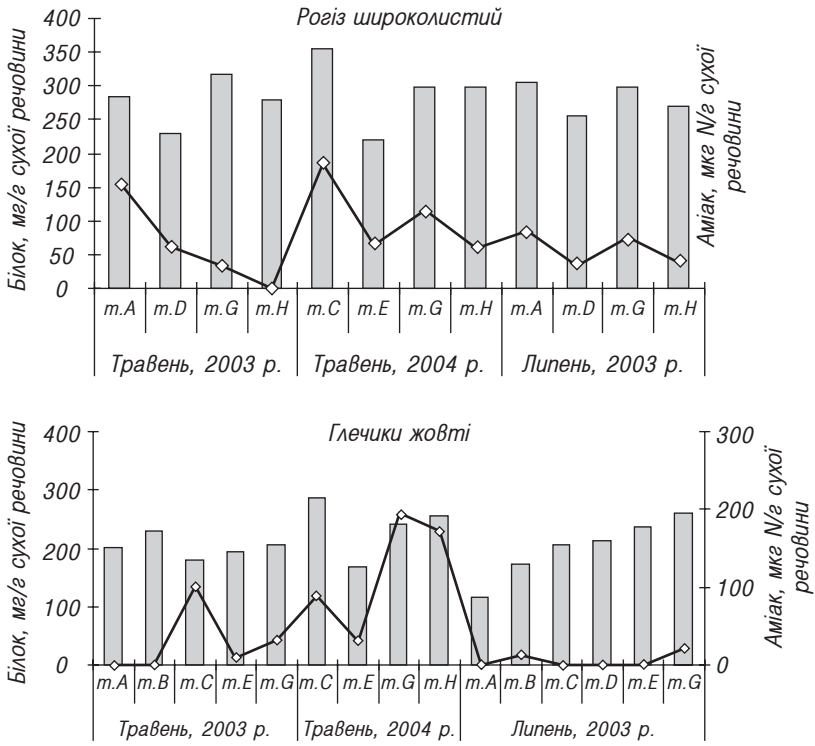 Рогіз широколистий
Білок, мг/г сухої речовини
400
350
300
250
200
150
100
50
0
Аміак, мкг N/г сухої
речовини
т.A т.D т.G т.H т.C т.E т.G т.H т.A т.D т.G т.H
Травень, 2003 р. Травень, 2004 р. Липень, 2003 р.
Глечики жовті
Білок, мг/г сухої речовини
400
300
200
100
0
300
200
100
0
Аміак, мкг N/г сухої
речовини
т.A т.B т.C т.E т.G т.C т.E т.G т.H т.A т.B т.C т.D т.E т.G
Травень, 2003 р. Травень, 2004 р. Липень, 2003 р.